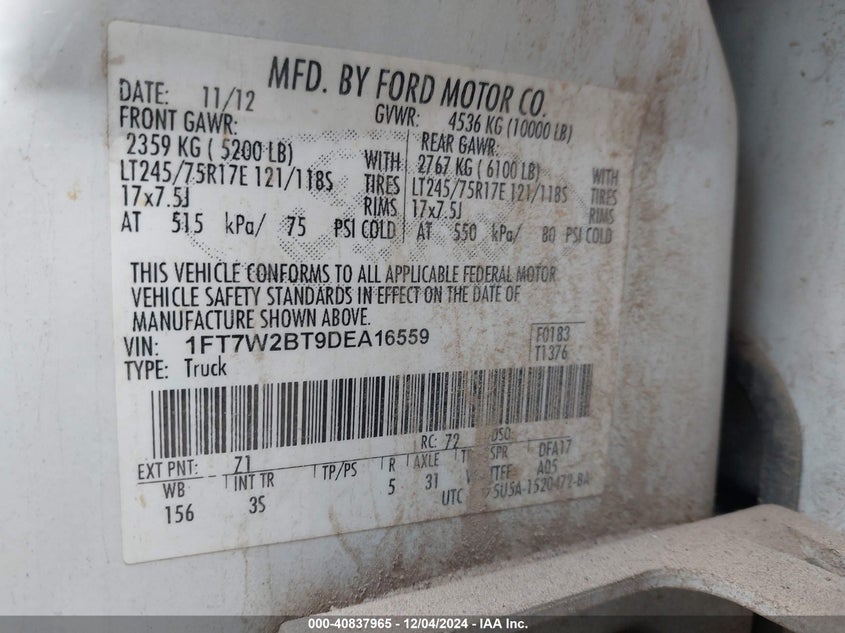 MFD. BY FORD MOTOR CO.
DATE: 11/12 GVWR: 4536 KG (10000 LB)
FRONT GAWR: REAR GAWR:
2359 KG ( 5200 LB) WITH 2767 KG ( 6100 LB) WITH
LT245/75R17E 121/118S TIRES LT245/75R17E 121/118S TIRES
17x7.5J RIMS 17x7.5J RIMS
AT 515 kPa/ 75 PSI COLD AT 550 kPa/ 80 PSI COLD
THIS VEHICLE CONFORMS TO ALL APPLICABLE FEDERAL MOTOR
VEHICLE SAFETY STANDARDS IN EFFECT ON THE DATE OF
MANUFACTURE SHOWN ABOVE.
VIN: 1FT7W2BT9DEA16559 F0183
TYPE: Truck T1376
EXT PNT: 71 RC: 72 DSO:
WB INT TR TP/PS R AXLE SPR DFA17
156 3S 5 31 A05
UTC
000-40837965 - 12/04/2024 - IAA Inc.